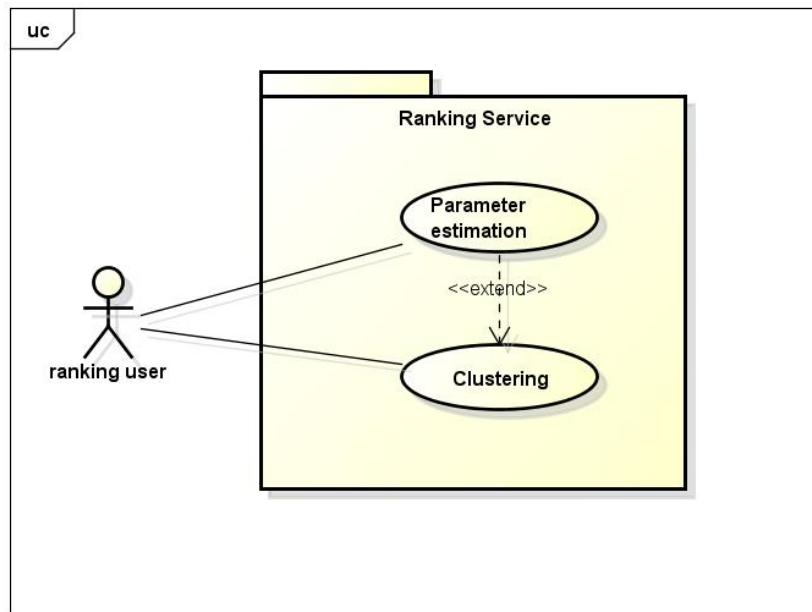 uc
Ranking Service
Parameter
estimation
<<extend>>
Clustering
ranking user